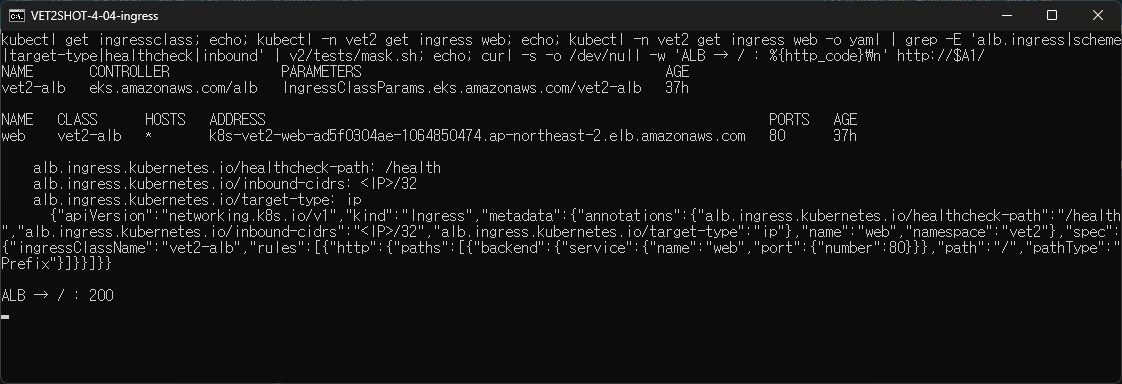 VET2SHOT-4-04-ingress
kubectl get ingressclass; echo; kubectl -n vet2 get ingress web; echo; kubectl -n vet2 get ingress web -o yaml | grep -E 'alb.ingress|scheme
|target-type|healthcheck|inbound' | v2/tests/mask.sh; echo; curl -s -o /dev/null -w 'ALB → / : %{http_code}₩n' http://$A1/
NAME CONTROLLER PARAMETERS AGE
vet2-alb eks.amazonaws.com/alb IngressClassParams.eks.amazonaws.com/vet2-alb 37h
NAME CLASS HOSTS ADDRESS PORTS AGE
web vet2-alb * k8s-vet2-web-ad5f0304ae-1064850474.ap-northeast-2.elb.amazonaws.com 80 37h
alb.ingress.kubernetes.io/healthcheck-path: /health
alb.ingress.kubernetes.io/inbound-cidrs: <IP>/32
alb.ingress.kubernetes.io/target-type: ip
{"apiVersion":"networking.k8s.io/v1","kind":"Ingress","metadata":{"annotations":{"alb.ingress.kubernetes.io/healthcheck-path":"/health
","alb.ingress.kubernetes.io/inbound-cidrs":"<IP>/32","alb.ingress.kubernetes.io/target-type":"ip"},"name":"web","namespace":"vet2"},"spec":
{"ingressClassName":"vet2-alb","rules":[{"http":{"paths":[{"backend":{"service":{"name":"web","port":{"number":80}}},"path":"/","pathType":"
Prefix"}]}}]}}
ALB → / : 200